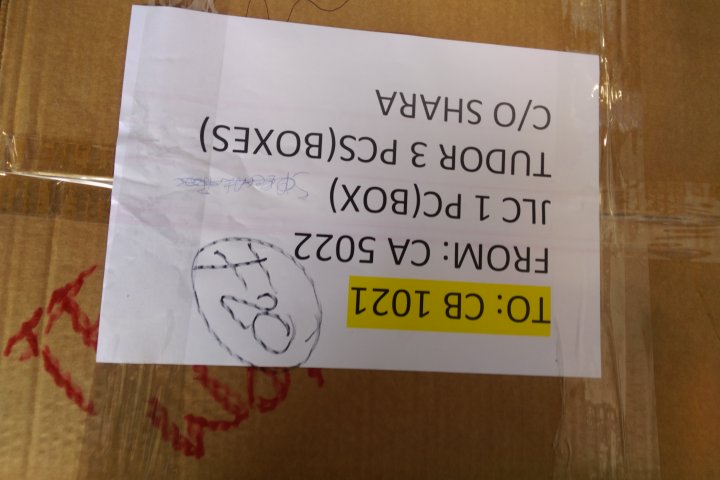 TO: CB 1021
FROM: CA 5022
JLC 1 PC(BOX)
TUDOR 3 PCS(BOXES)
C/O SHARA